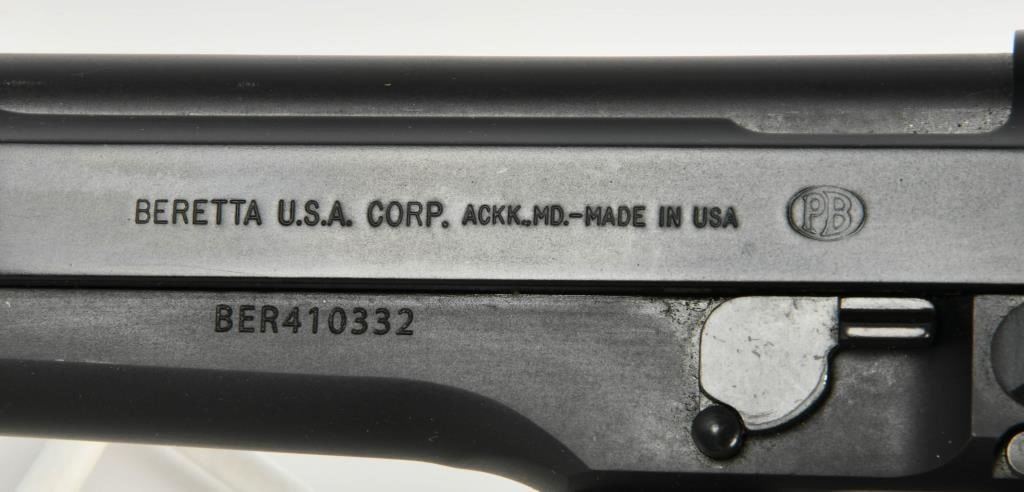 BERETTA U.S.A. CORP. ACKK.,MD.-MADE IN USA
PB
BER410332